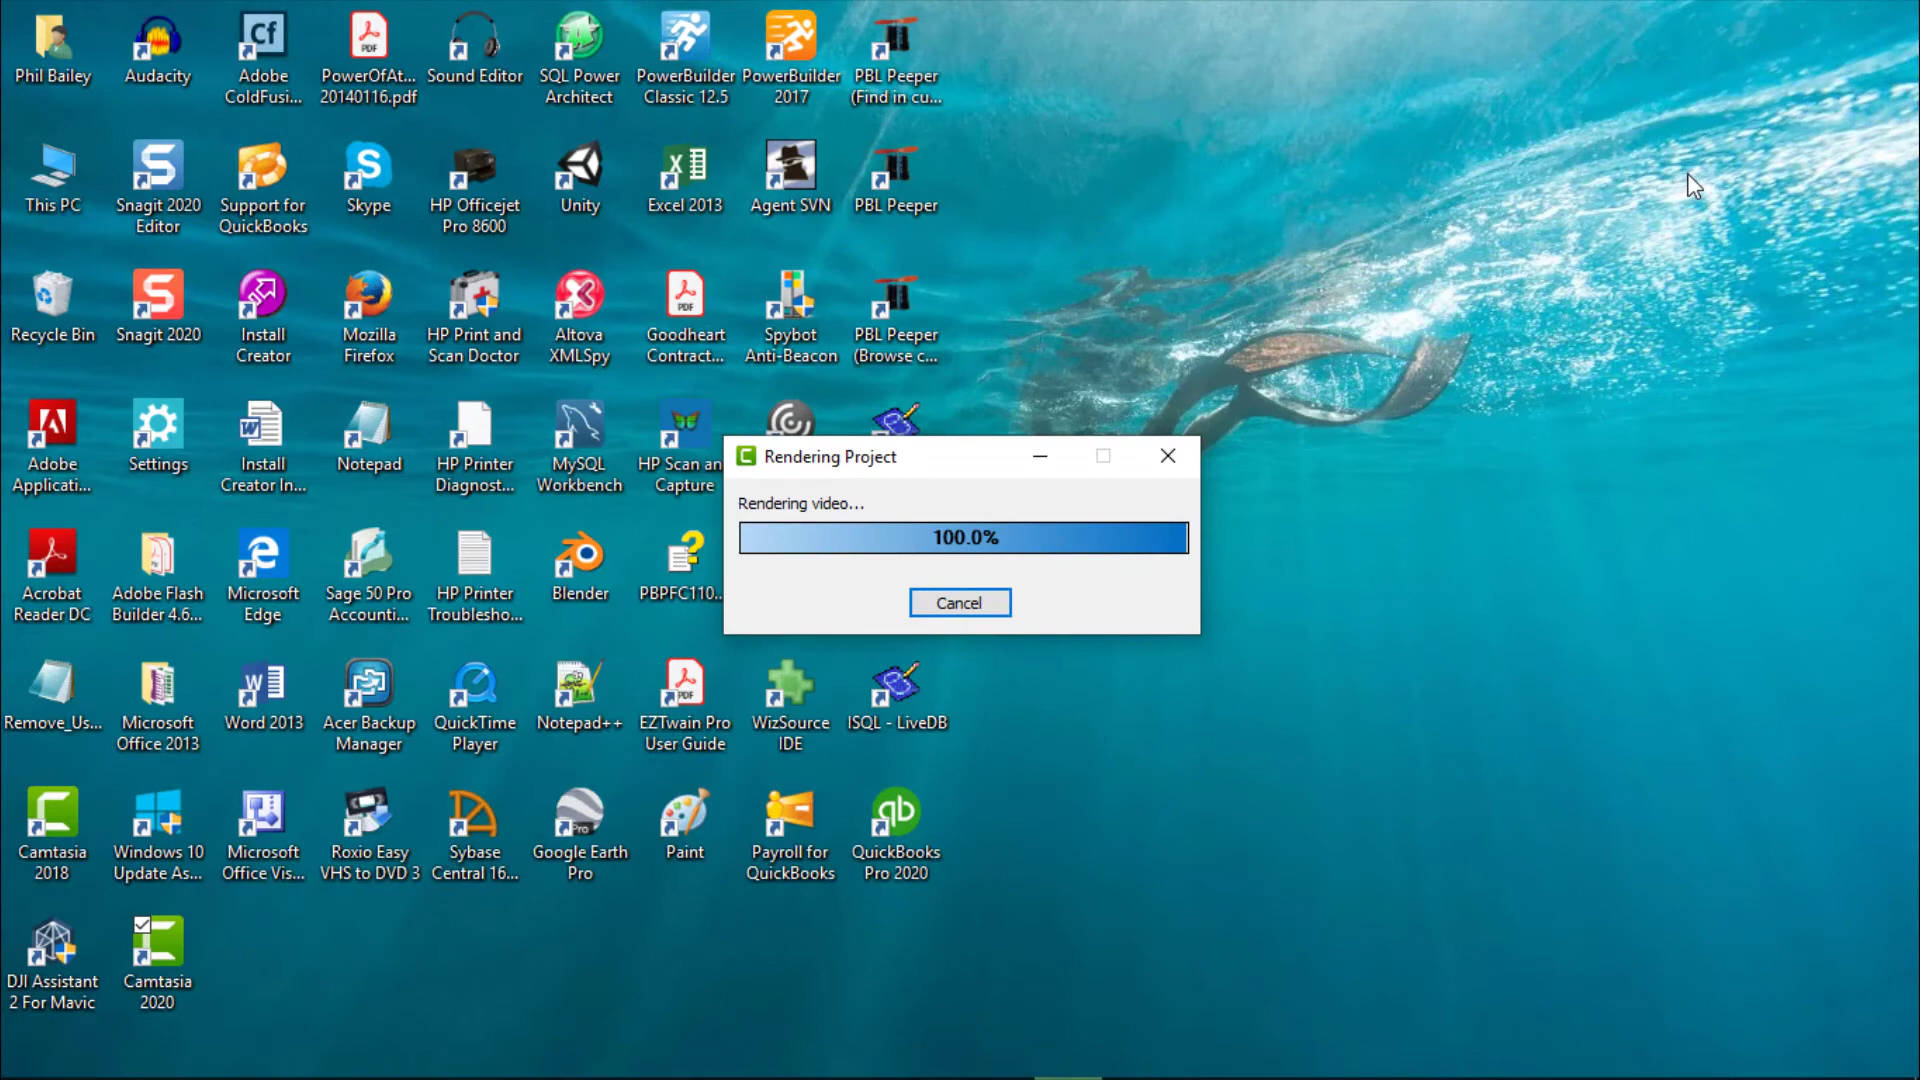 Phil Bailey
Audacity
Adobe
ColdFusi...
PowerOfAt...
20140116.pdf
Sound Editor
SQL Power
Architect
PowerBuilder
Classic 12.5
PowerBuilder
2017
PBL Peeper
(Find in cu...
This PC
Snagit 2020
Editor
Support for
QuickBooks
Skype
HP Officejet
Pro 8600
Unity
Excel 2013
Agent SVN
PBL Peeper
Recycle Bin
Snagit 2020
Install
Creator
Mozilla
Firefox
HP Print and
Scan Doctor
Altova
XMLSpy
Goodheart
Contract...
Spybot
Anti-Beacon
PBL Peeper
(Browse c...
Adobe
Applicati...
Settings
Install
Creator In...
Notepad
HP Printer
Diagnost...
MySQL
Workbench
HP Scan an
Capture
Rendering Project
Rendering video...
100.0%
Cancel
Acrobat
Reader DC
Adobe Flash
Builder 4.6...
Microsoft
Edge
Sage 50 Pro
Accounti...
HP Printer
Troublesho...
Blender
PBPFC110...
Remove_Us...
Microsoft
Office 2013
Word 2013
Acer Backup
Manager
QuickTime
Player
Notepad++
EZTwain Pro
User Guide
WizSource
IDE
ISQL - LiveDB
Camtasia
2018
Windows 10
Update As...
Microsoft
Office Vis...
Roxio Easy
VHS to DVD 3
Sybase
Central 16...
Google Earth
Pro
Paint
Payroll for
QuickBooks
QuickBooks
Pro 2020
DJI Assistant
2 For Mavic
Camtasia
2020